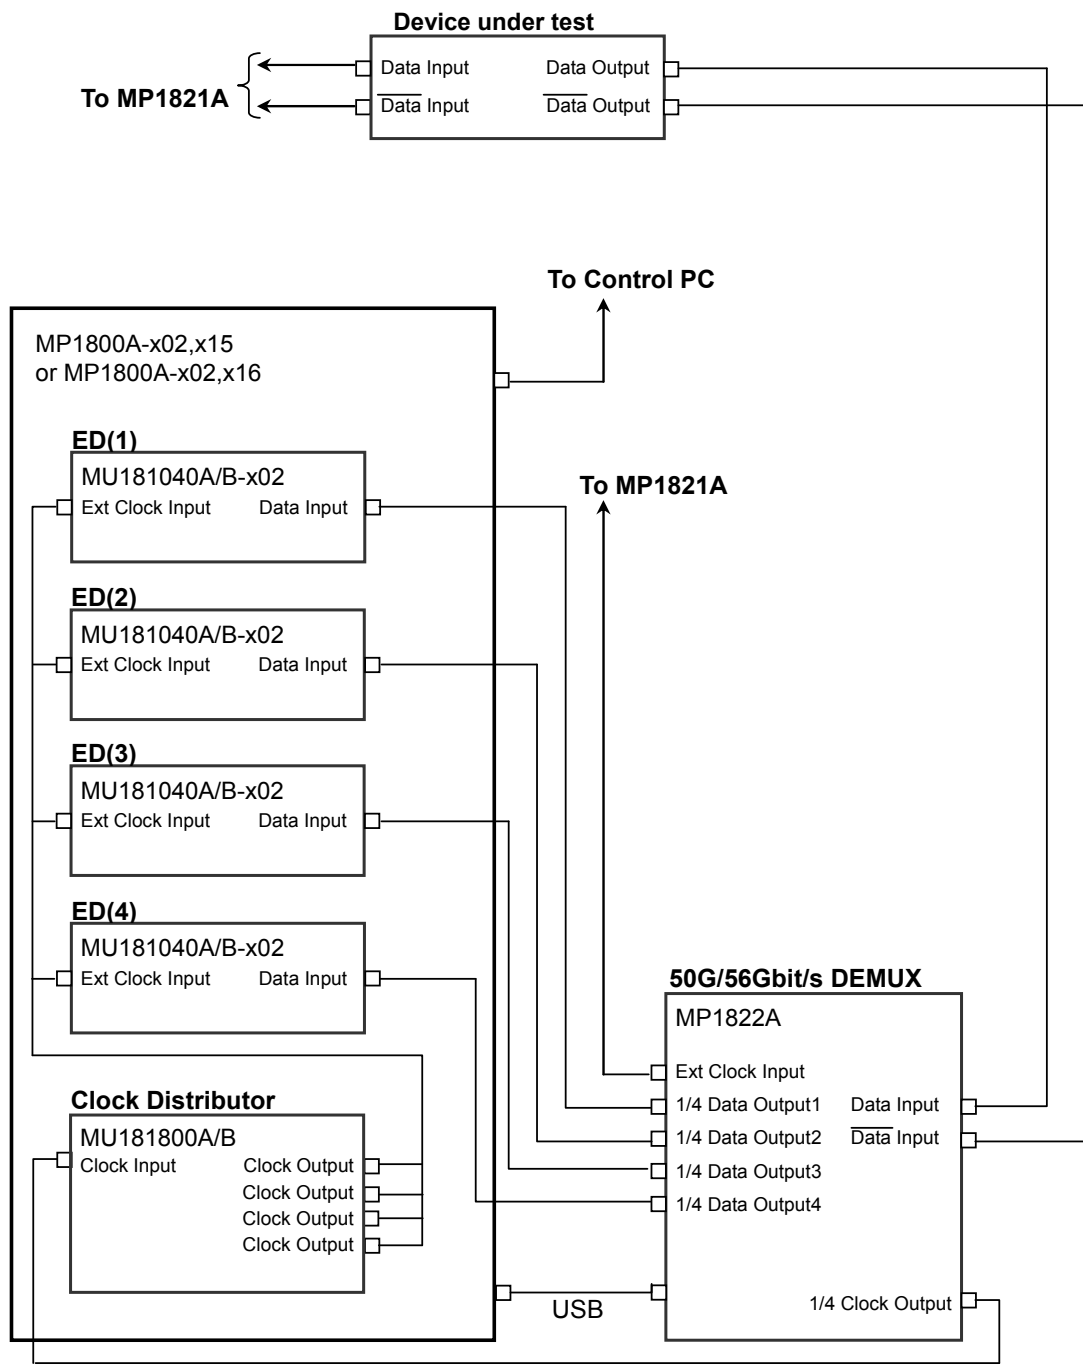 Device under test
Data Input Data Output
Data Input Data Output
To MP1821A
To Control PC
MP1800A-x02,x15
or MP1800A-x02,x16
ED(1)
MU181040A/B-x02
Ext Clock Input Data Input
To MP1821A
ED(2)
MU181040A/B-x02
Ext Clock Input Data Input
ED(3)
MU181040A/B-x02
Ext Clock Input Data Input
ED(4)
MU181040A/B-x02
Ext Clock Input Data Input
50G/56Gbit/s DEMUX
MP1822A
Ext Clock Input
1/4 Data Output1 Data Input
1/4 Data Output2 Data Input
1/4 Data Output3
1/4 Data Output4
1/4 Clock Output
Clock Distributor
MU181800A/B
Clock Input Clock Output
Clock Output
Clock Output
Clock Output
USB